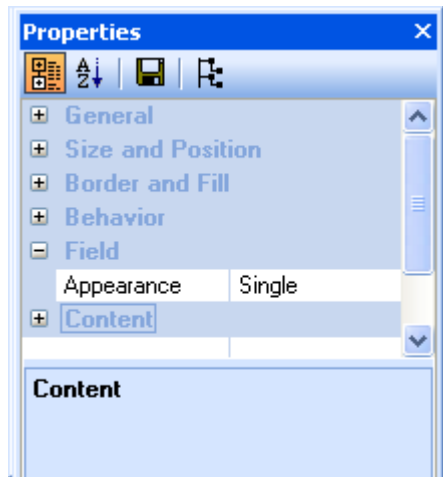 Properties
A
Z
General
Size and Position
Border and Fill
Behavior
Field
Appearance Single
Content
Content